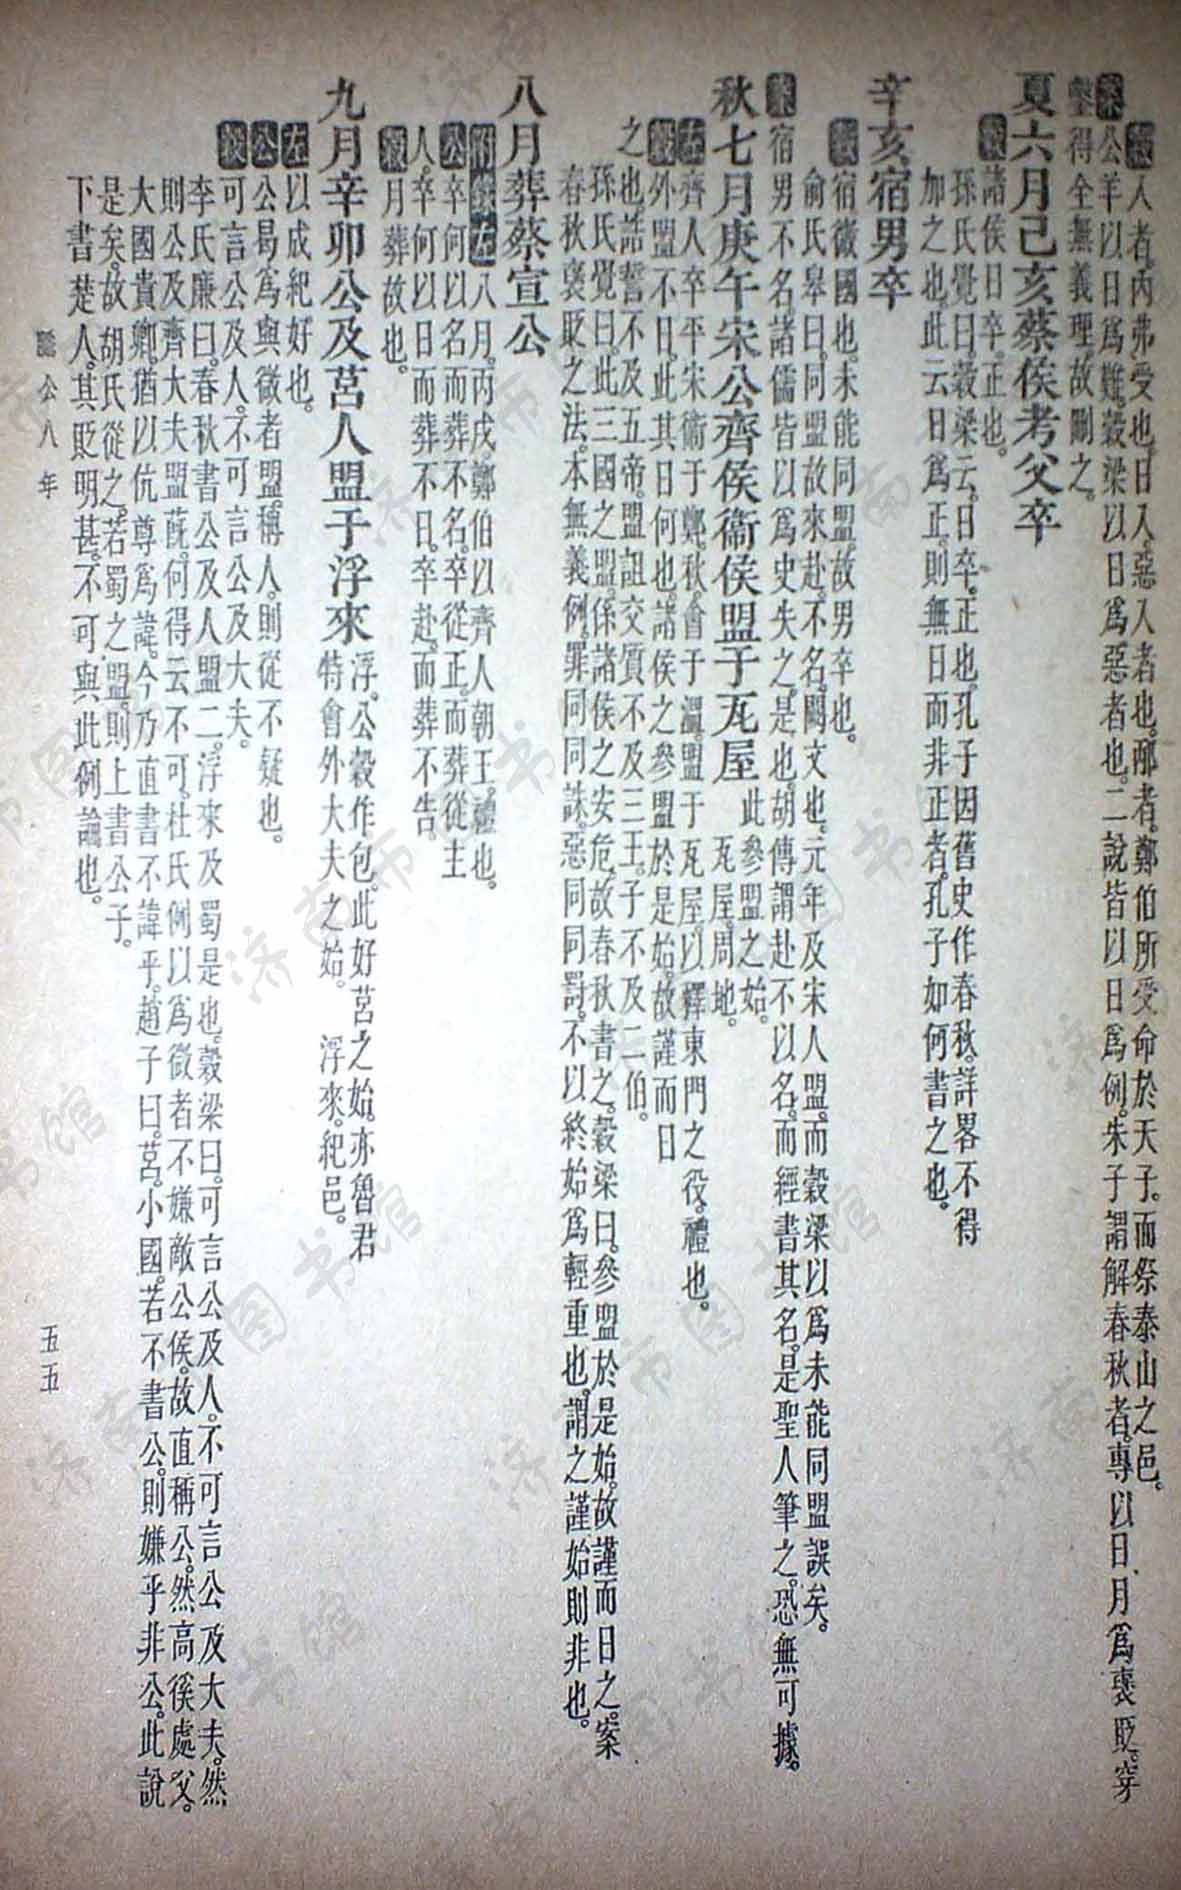 穀入者內弗受也日入惡入者也邴者鄭伯所受命於天子而祭泰山之邑
案公羊以日爲難穀梁以日爲惡者也二說皆以日爲例朱子謂解春秋者專以日月爲褒貶穿
鑿得全無義理故刪之
夏六月己亥蔡侯考父卒
穀諸侯日卒正也
孫氏覺曰穀梁云日卒正也孔子因舊史作春秋詳畧不得
加之也此云日爲正則無日而非正者孔子如何書之也
辛亥宿男卒
穀宿微國也未能同盟故男卒也
俞氏皋曰同盟故來赴不名闕文也元年及宋人盟而穀梁以爲未能同盟誤矣
案宿男不名諸儒皆以爲史失之是也胡傳謂赴不以名而經書其名是聖人筆之恐無可據
秋七月庚午宋公齊侯衞侯盟于瓦屋
此參盟之始
瓦屋周地
左齊人卒平宋衞于鄭秋會于溫盟于瓦屋以釋東門之役禮也
穀外盟不日此其日何也諸侯之參盟於是始故謹而日
之也誥誓不及五帝盟詛不及三王交質子不及二伯
孫氏覺曰此三國之盟係諸侯之安危故春秋書之穀梁曰參盟於是始故謹而日之案
春秋褒貶之法本無義例罪同同誅惡同同罰不以終始爲輕重也謂之謹始則非也
八月葬蔡宣公
附錄左八月丙戌鄭伯以齊人朝王禮也
公卒何以名而葬不名卒從正而葬從主
人卒何以日而葬不日卒赴而葬不告
穀月葬故也
九月辛卯公及莒人盟于浮來
浮公穀作包此好莒之始亦魯君
特會外大夫之始 浮來紀邑
左以成紀好也
公公曷爲與微者盟稱人則從不疑也
穀可言公及人不可言公及大夫
李氏廉曰春秋書公及人盟二浮來及蜀是也穀梁曰可言公及人不可言公及大夫然
則公及齊大夫盟蔇何得云不可杜氏例以爲微者不嫌敵公侯故直稱公然高傒處父
大國貴卿猶以伉尊爲諱今乃直書不諱乎趙子曰莒小國若不書公則嫌乎非公此說
是矣故胡氏從之若蜀之盟則上書公子
下書楚人其貶明甚不可與此例論也
隱公八年 五五